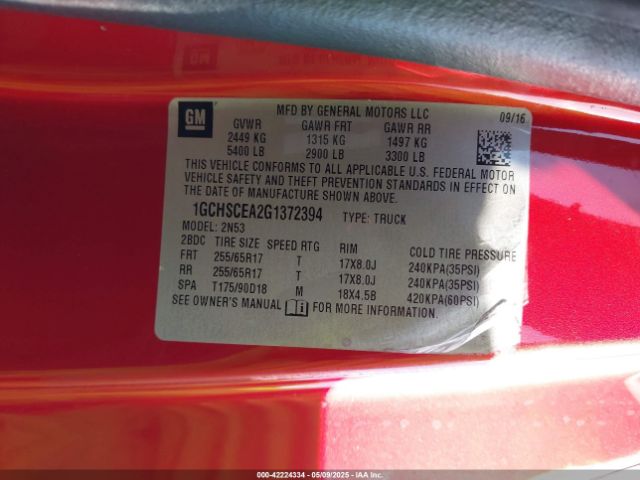 GM
MFD BY GENERAL MOTORS LLC
09/16
GVWR GAWR FRT GAWR RR
2449 KG 1315 KG 1497 KG
5400 LB 2900 LB 3300 LB
THIS VEHICLE CONFORMS TO ALL APPLICABLE U.S. FEDERAL MOTOR
VEHICLE SAFETY AND THEFT PREVENTION STANDARDS IN EFFECT ON
THE DATE OF MANUFACTURE SHOWN ABOVE.
1GCHSCEA2G1372394 TYPE: TRUCK
MODEL: 2N53
2BDC TIRE SIZE SPEED RTG RIM COLD TIRE PRESSURE
FRT 255/65R17 T 17X8.0J 240KPA(35PSI)
RR 255/65R17 T 17X8.0J 240KPA(35PSI)
SPA T175/90D18 M 18X4.5B 420KPA(60PSI)
SEE OWNER'S MANUAL i FOR MORE INFORMATION.
000-42224334 - 05/09/2025 - IAA Inc.